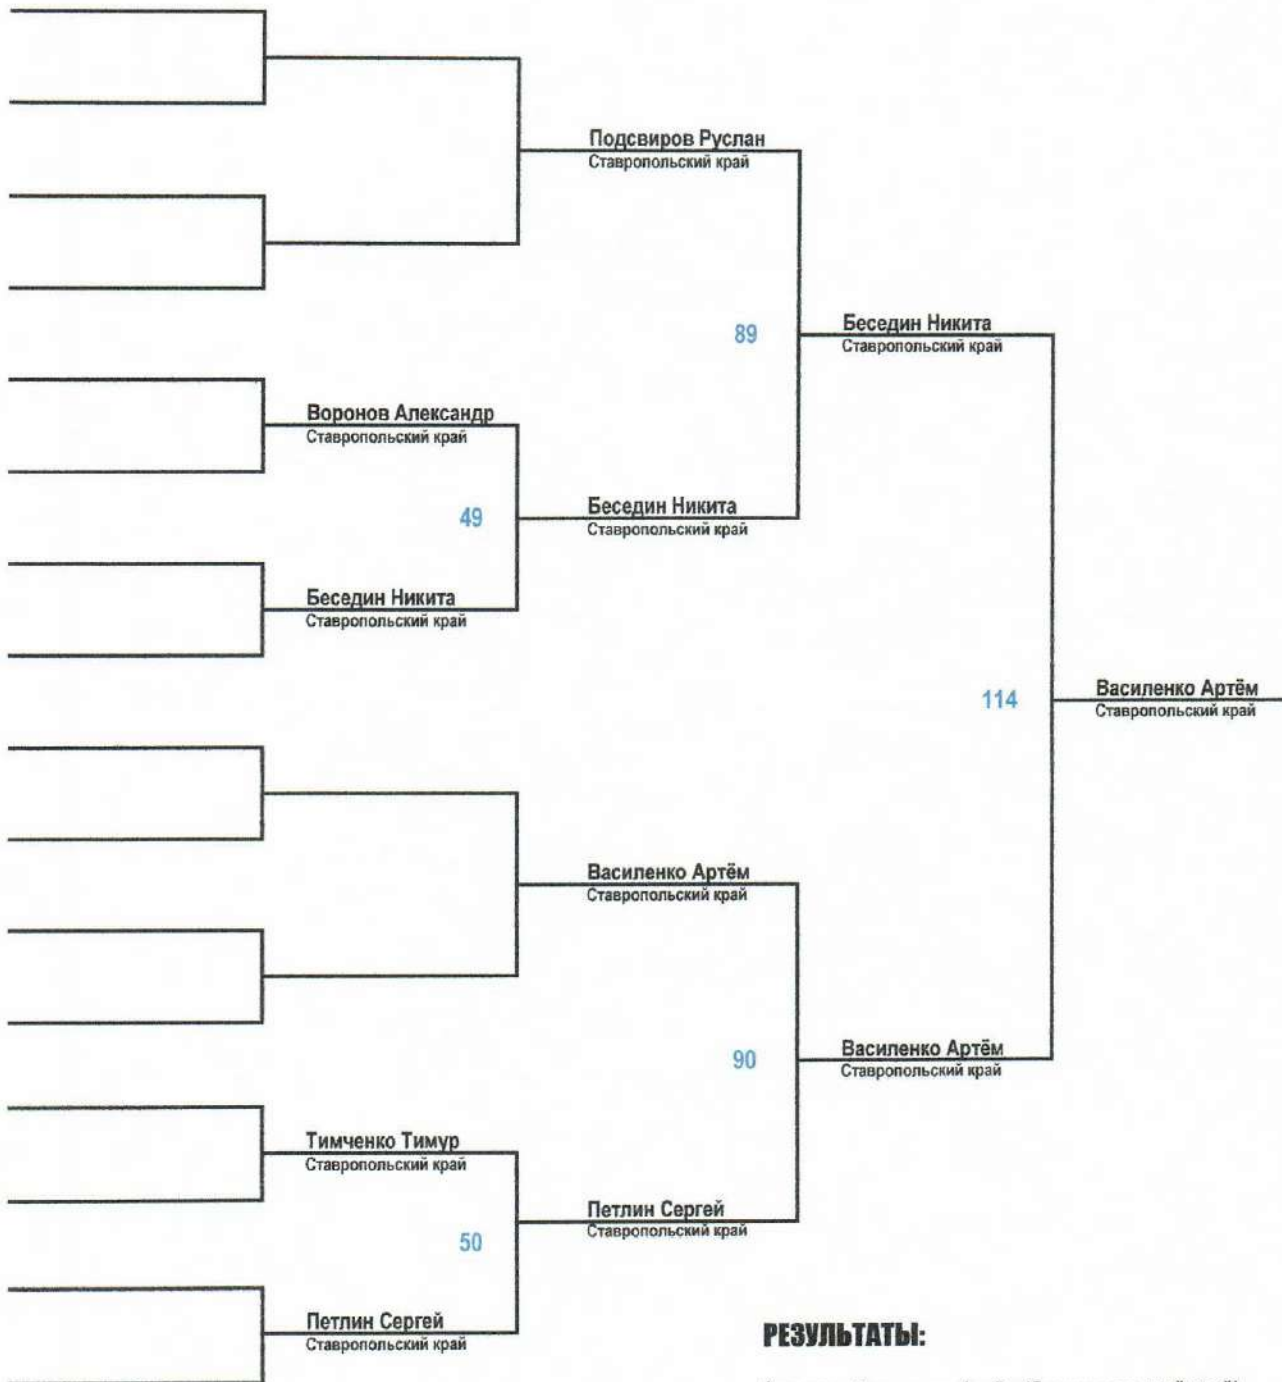 Подсвиров Руслан
Ставропольский край
89
Беседин Никита
Ставропольский край
Воронов Александр
Ставропольский край
49
Беседин Никита
Ставропольский край
Беседин Никита
Ставропольский край
114
Василенко Артём
Ставропольский край
Василенко Артём
Ставропольский край
90
Василенко Артём
Ставропольский край
Тимченко Тимур
Ставропольский край
50
Петлин Сергей
Ставропольский край
Петлин Сергей
Ставропольский край
РЕЗУЛЬТАТЫ: